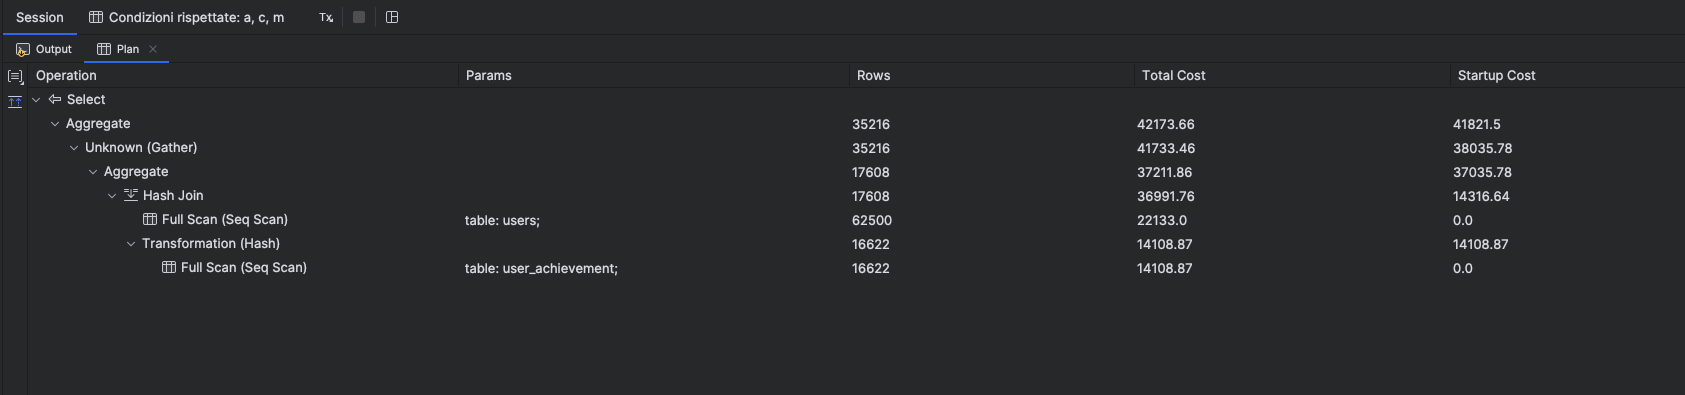 Session Condizioni rispettate: a, c, m Tx
Output Plan
Operation Params Rows Total Cost Startup Cost
Select
Aggregate 35216 42173.66 41821.5
Unknown (Gather) 35216 41733.46 38035.78
Aggregate 17608 37211.86 37035.78
Hash Join 17608 36991.76 14316.64
Full Scan (Seq Scan) table: users; 62500 22133.0 0.0
Transformation (Hash) 16622 14108.87 14108.87
Full Scan (Seq Scan) table: user_achievement; 16622 14108.87 0.0